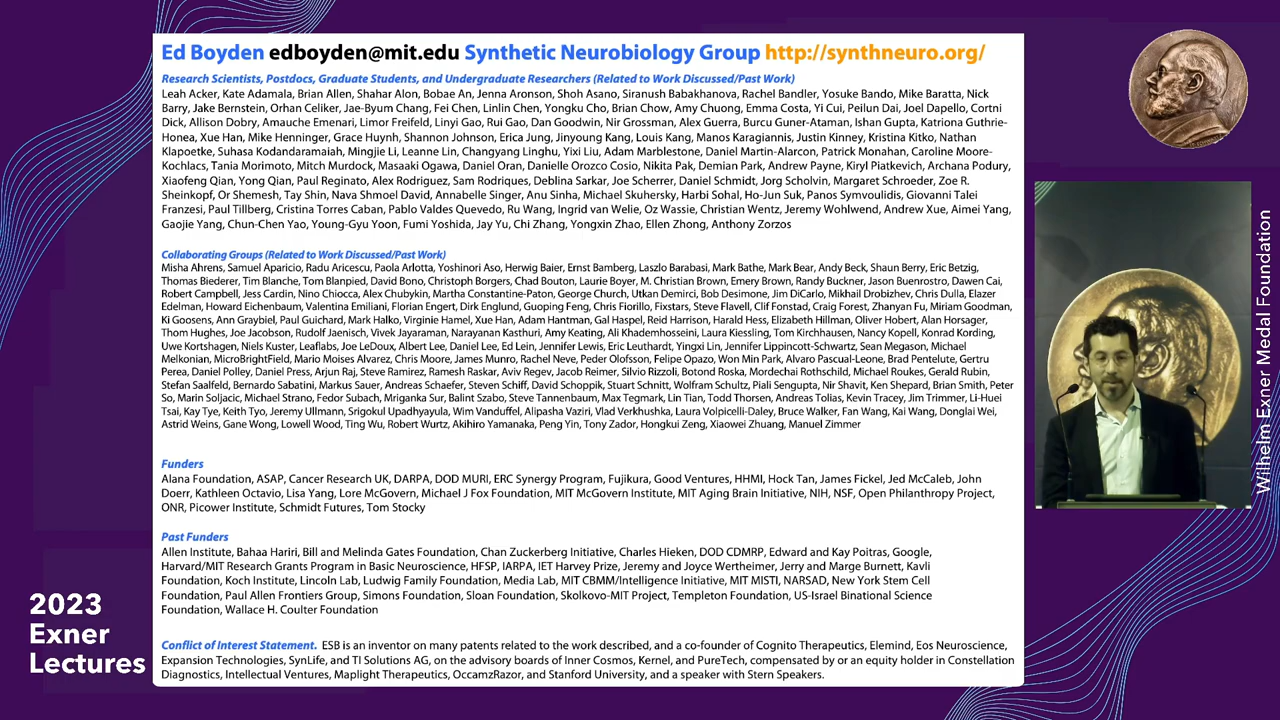 Ed Boyden edboyden@mit.edu Synthetic Neurobiology Group http://synthneuro.org/
Research Scientists, Postdocs, Graduate Students, and Undergraduate Researchers (Related to Work Discussed/Past Work)
Leah Acker, Kate Adamala, Brian Allen, Shahar Alon, Bobae An, Jenna Aronson, Shoh Asano, Siranush Babakhanova, Rachel Bandler, Yosuke Bando, Mike Baratta, Nick
Barry, Jake Bernstein, Orhan Celiker, Jae-Byum Chang, Fei Chen, Linlin Chen, Yongku Cho, Brian Chow, Amy Chuong, Emma Costa, Yi Cui, Peilun Dai, Joel Dapello, Cortni
Dick, Allison Dobry, Amauche Emenari, Limor Freifeld, Linyi Gao, Rui Gao, Dan Goodwin, Nir Grossman, Alex Guerra, Burcu Guner-Ataman, Ishan Gupta, Katriona Guthrie-
Honea, Xue Han, Mike Henninger, Grace Huynh, Shannon Johnson, Erica Jung, Jinyoung Kang, Louis Kang, Manos Karagiannis, Justin Kinney, Kristina Kitko, Nathan
Klapoetke, Suhasa Kodandaramaiah, Mingjie Li, Leanne Lin, Changyang Linghu, Yixi Liu, Adam Marblestone, Daniel Martin-Alarcon, Patrick Monahan, Caroline Moore-
Kochlacs, Tania Morimoto, Mitch Murdock, Masaaki Ogawa, Daniel Oran, Danielle Orozco Cosio, Nikita Pak, Demian Park, Andrew Payne, Kiryl Piatkevich, Archana Podury,
Xiaofeng Qian, Yong Qian, Paul Reginato, Alex Rodriguez, Sam Rodriques, Deblina Sarkar, Joe Scherrer, Daniel Schmidt, Jorg Scholvin, Margaret Schroeder, Zoe R.
Sheinkopf, Or Shemesh, Tay Shin, Nava Shmoel David, Annabelle Singer, Anu Sinha, Michael Skuhersky, Harbi Sohal, Ho-Jun Suk, Panos Symvoulidis, Giovanni Talei
Franzesi, Paul Tillberg, Cristina Torres Caban, Pablo Valdes Quevedo, Ru Wang, Ingrid van Welie, Oz Wassie, Christian Wentz, Jeremy Wohlwend, Andrew Xue, Aimei Yang,
Gaojie Yang, Chun-Chen Yao, Young-Gyu Yoon, Fumi Yoshida, Jay Yu, Chi Zhang, Yongxin Zhao, Ellen Zhong, Anthony Zorzos
Collaborating Groups (Related to Work Discussed/Past Work)
Misha Ahrens, Samuel Aparicio, Radu Aricescu, Paola Arlotta, Yoshinori Aso, Herwig Baier, Ernst Bamberg, Laszlo Barabasi, Mark Bathe, Mark Bear, Andy Beck, Shaun Berry, Eric Betzig,
Thomas Biederer, Tim Blanche, Tom Blanpied, David Bono, Christoph Borgers, Chad Bouton, Laurie Boyer, M. Christian Brown, Emery Brown, Randy Buckner, Jason Buenrostro, Dawen Cai,
Robert Campbell, Jess Cardin, Nino Chiocca, Alex Chubykin, Martha Constantine-Paton, George Church, Utkan Demirci, Bob Desimone, Jim DiCarlo, Mikhail Drobizhev, Chris Dulla, Elazer
Edelman, Howard Eichenbaum, Valentina Emiliani, Florian Engert, Dirk Englund, Guoping Feng, Chris Fiorillo, Fixstars, Steve Flavell, Clif Fonstad, Craig Forest, Zhanyan Fu, Miriam Goodman,
Ki Goosens, Ann Graybiel, Paul Guichard, Mark Halko, Virginie Hamel, Xue Han, Adam Hantman, Gal Haspel, Reid Harrison, Harald Hess, Elizabeth Hillman, Oliver Hobert, Alan Horsager,
Thom Hughes, Joe Jacobson, Rudolf Jaenisch, Vivek Jayaraman, Narayanan Kasthuri, Amy Keating, Ali Khademhosseini, Laura Kiessling, Tom Kirchhausen, Nancy Kopell, Konrad Kording,
Uwe Kortshagen, Niels Kuster, Leaflabs, Joe LeDoux, Albert Lee, Daniel Lee, Ed Lein, Jennifer Lewis, Eric Leuthardt, Yingxi Lin, Jennifer Lippincott-Schwartz, Sean Megason, Michael
Melkonian, MicroBrightField, Mario Moises Alvarez, Chris Moore, James Munro, Rachel Neve, Peder Olofsson, Felipe Opazo, Won Min Park, Alvaro Pascual-Leone, Brad Pentelute, Gertru
Perea, Daniel Polley, Daniel Press, Arjun Raj, Steve Ramirez, Ramesh Raskar, Aviv Regev, Jacob Reimer, Silvio Rizzoli, Botond Roska, Mordechai Rothschild, Michael Roukes, Gerald Rubin,
Stefan Saalfeld, Bernardo Sabatini, Markus Sauer, Andreas Schaefer, Steven Schiff, David Schoppik, Stuart Schnitt, Wolfram Schultz, Piali Sengupta, Nir Shavit, Ken Shepard, Brian Smith, Peter
So, Marin Soljacic, Michael Strano, Fedor Subach, Mriganka Sur, Balint Szabo, Steve Tannenbaum, Max Tegmark, Lin Tian, Todd Thorsen, Andreas Tolias, Kevin Tracey, Jim Trimmer, Li-Huei
Tsai, Kay Tye, Keith Tyo, Jeremy Ullmann, Srigokul Upadhyayula, Wim Vanduffel, Alipasha Vaziri, Vlad Verkhushka, Laura Volpicelli-Daley, Bruce Walker, Fan Wang, Kai Wang, Donglai Wei,
Astrid Weins, Gane Wong, Lowell Wood, Ting Wu, Robert Wurtz, Akihiro Yamanaka, Peng Yin, Tony Zador, Hongkui Zeng, Xiaowei Zhuang, Manuel Zimmer
Funders
Alana Foundation, ASAP, Cancer Research UK, DARPA, DOD MURI, ERC Synergy Program, Fujikura, Good Ventures, HHMI, Hock Tan, James Fickel, Jed McCaleb, John
Doerr, Kathleen Octavio, Lisa Yang, Lore McGovern, Michael J Fox Foundation, MIT McGovern Institute, MIT Aging Brain Initiative, NIH, NSF, Open Philanthropy Project,
ONR, Picower Institute, Schmidt Futures, Tom Stocky
Past Funders
Allen Institute, Bahaa Hariri, Bill and Melinda Gates Foundation, Chan Zuckerberg Initiative, Charles Hieken, DOD CDMRP, Edward and Kay Poitras, Google,
Harvard/MIT Research Grants Program in Basic Neuroscience, HFSP, IARPA, IET Harvey Prize, Jeremy and Joyce Wertheimer, Jerry and Marge Burnett, Kavli
Foundation, Koch Institute, Lincoln Lab, Ludwig Family Foundation, Media Lab, MIT CBMM/Intelligence Initiative, MIT MISTI, NARSAD, New York Stem Cell
Foundation, Paul Allen Frontiers Group, Simons Foundation, Sloan Foundation, Skolkovo-MIT Project, Templeton Foundation, US-Israel Binational Science
Foundation, Wallace H. Coulter Foundation
Conflict of Interest Statement. ESB is an inventor on many patents related to the work described, and a co-founder of Cognito Therapeutics, Elemind, Eos Neuroscience,
Expansion Technologies, SynLife, and TI Solutions AG, on the advisory boards of Inner Cosmos, Kernel, and PureTech, compensated by or an equity holder in Constellation
Diagnostics, Intellectual Ventures, Maplight Therapeutics, OccamzRazor, and Stanford University, and a speaker with Stern Speakers.
2023
Exner
Lectures
Wilhelm Exner Medal Foundation